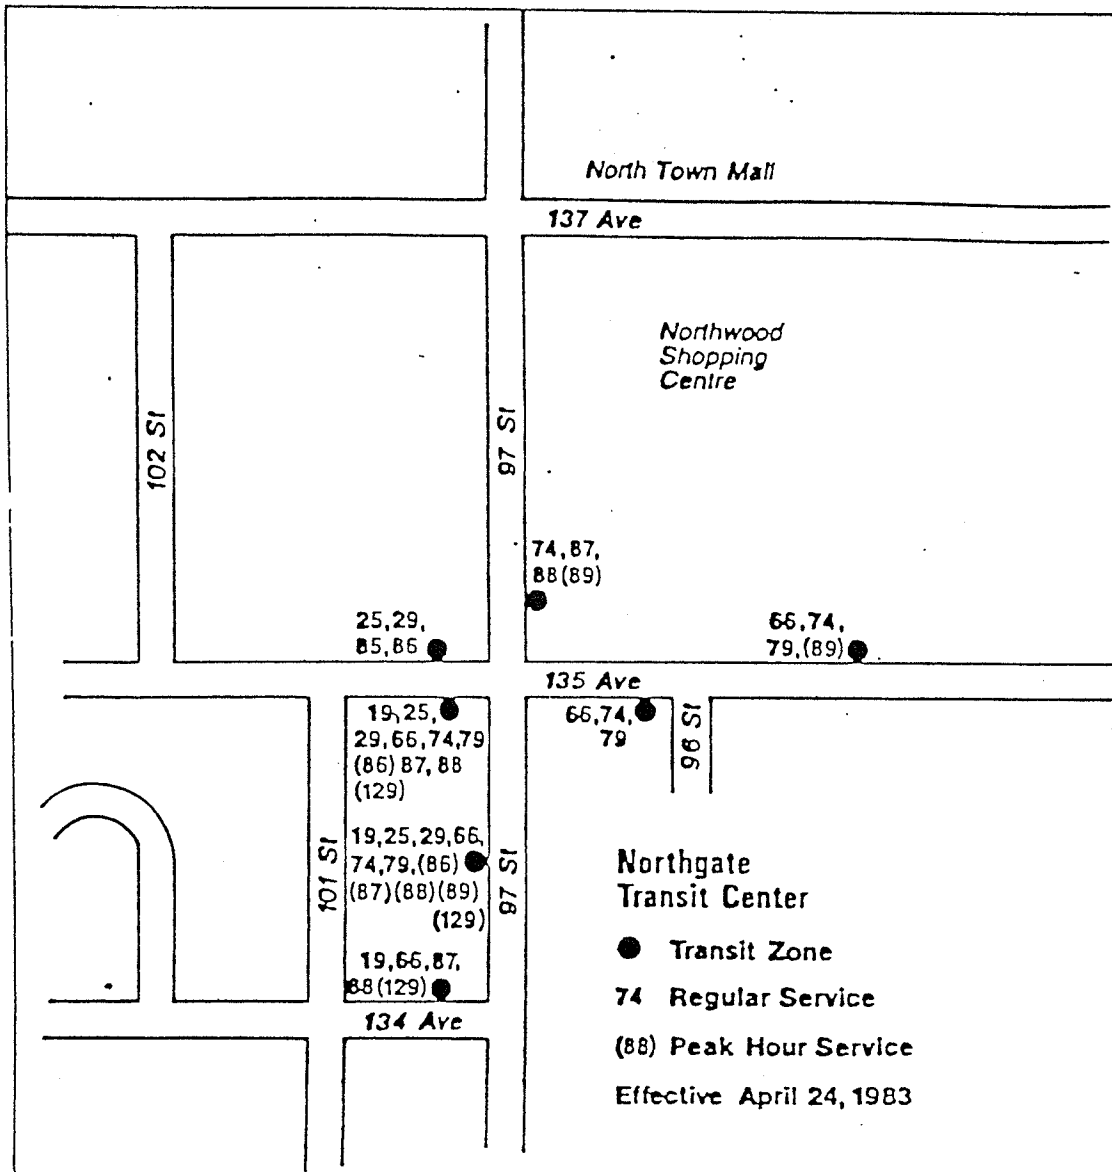 North Town Mall
137 Ave
Northwood
Shopping
Centre
102 St
97 St
74,87,
88(89)
25,29,
85,86
66,74,
79,(89)
135 Ave
19,25,
29,66,74,79
(86) 87,88
(129)
66,74,
79
96 St
19,25,29,66,
74,79,(86)
(87)(88)(89)
(129)
101 St
97 St
19,66,87,
88(129)
134 Ave
Northgate
Transit Center
Transit Zone
74 Regular Service
(88) Peak Hour Service
Effective April 24, 1983